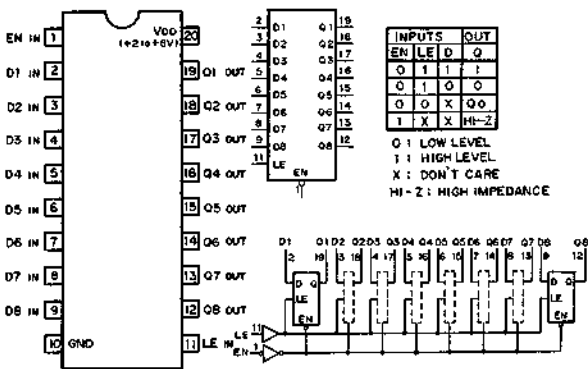 EN IN 1
D1 IN 2
D2 IN 3
D3 IN 4
D4 IN 5
D5 IN 6
D6 IN 7
D7 IN 8
D8 IN 9
10 GND
VDD
(+2 to +6V)
20
19 Q1 OUT
18 Q2 OUT
17 Q3 OUT
16 Q4 OUT
15 Q5 OUT
14 Q6 OUT
13 Q7 OUT
12 Q8 OUT
11 LE IN
2 D1 Q1 19
3 D2 Q2 18
4 D3 Q3 17
5 D4 Q4 16
6 D5 Q5 15
7 D6 Q6 14
8 D7 Q7 13
9 D8 Q8 12
11 LE
EN
1
INPUTS OUT
EN LE D Q
0 1 1 1
0 1 0 0
0 0 X Q0
1 X X HI-Z
0 : LOW LEVEL
1 : HIGH LEVEL
X : DON'T CARE
HI-Z : HIGH IMPEDANCE
D1 Q1 D2 Q2 D3 Q3 D4 Q4 D5 Q5 D6 Q6 D7 Q7 D8 Q8
2 19 3 18 4 17 5 16 6 15 7 14 8 13 9 12
D Q
LE
EN
D Q
LE
EN
LE 11
EN 1